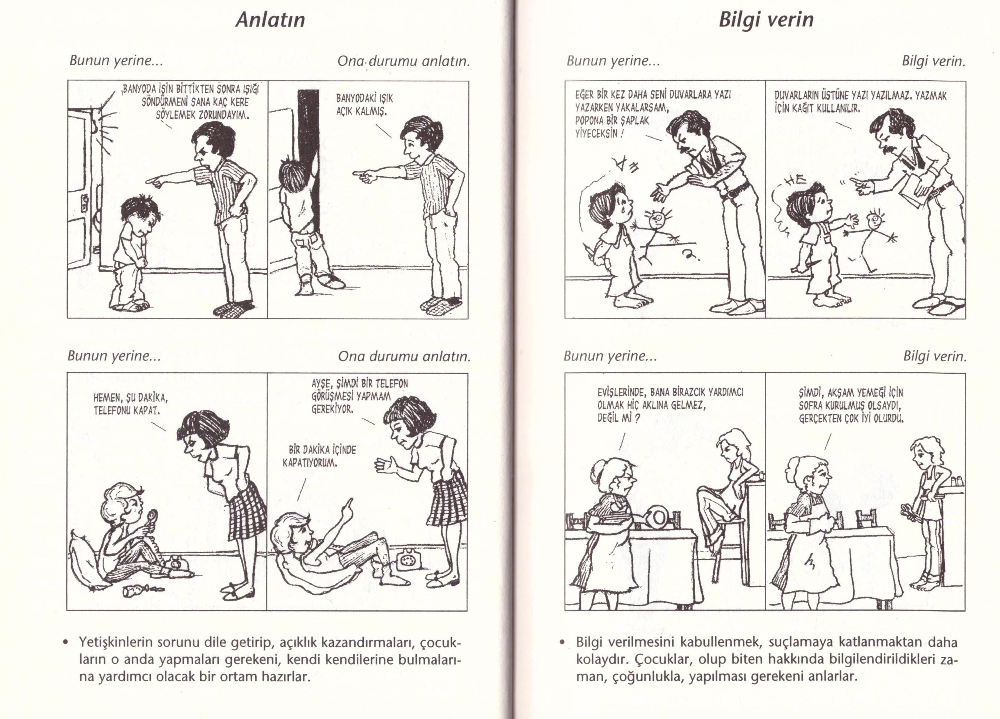 Anlatın
Bunun yerine...
Ona durumu anlatın.
BANYODA İŞİN BİTTİKTEN SONRA IŞIĞI
SÖNDÜRMENİ SANA KAÇ KERE
SÖYLEMEK ZORUNDAYIM.
BANYODAKİ IŞIK
AÇIK KALMIŞ.
Bunun yerine...
Ona durumu anlatın.
HEMEN, ŞU DAKİKA,
TELEFONU KAPAT.
AYŞE, ŞİMDİ BİR TELEFON
GÖRÜŞMESİ YAPMAM
GEREKİYOR.
BİR DAKİKA İÇİNDE
KAPATIYORUM.
• Yetişkinlerin sorunu dile getirip, açıklık kazandırmaları, çocuk-
ların o anda yapmaları gerekeni, kendi kendilerine bulmaları-
na yardımcı olacak bir ortam hazırlar.
Bilgi verin
Bunun yerine...
Bilgi verin.
EĞER BİR KEZ DAHA SENİ DUVARLARA YAZI
YAZARKEN YAKALARSAM,
POPONA BİR ŞAPLAK
YİYECEKSİN !
DUVARLARIN ÜSTÜNE YAZI YAZILMAZ. YAZMAK
İÇİN KAĞIT KULLANILIR.
HE
Bunun yerine...
Bilgi verin.
EVİŞLERİNDE, BANA BİRAZCIK YARDIMCI
OLMAK HİÇ AKLINA GELMEZ,
DEĞİL Mİ ?
ŞİMDİ, AKŞAM YEMEĞİ İÇİN
SOFRA KURULMUŞ OLSAYDI,
GERÇEKTEN ÇOK İYİ OLURDU.
• Bilgi verilmesini kabullenmek, suçlamaya katlanmaktan daha
kolaydır. Çocuklar, olup biten hakkında bilgilendirildikleri za-
man, çoğunlukla, yapılması gerekeni anlarlar.